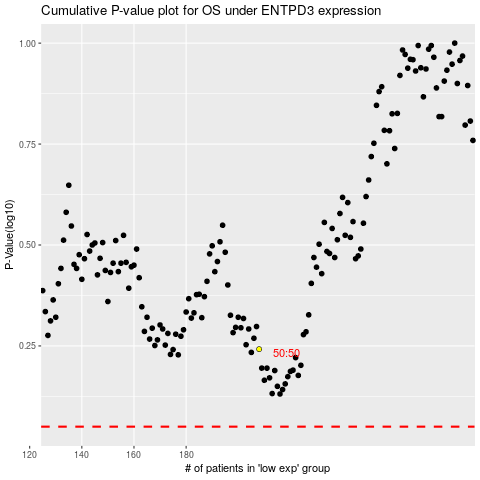 Cumulative P-value plot for OS under ENTPD3 expression
P-Value(log10)
1.00
0.75
0.50
0.25
50:50
120 140 160 180
# of patients in 'low exp' group